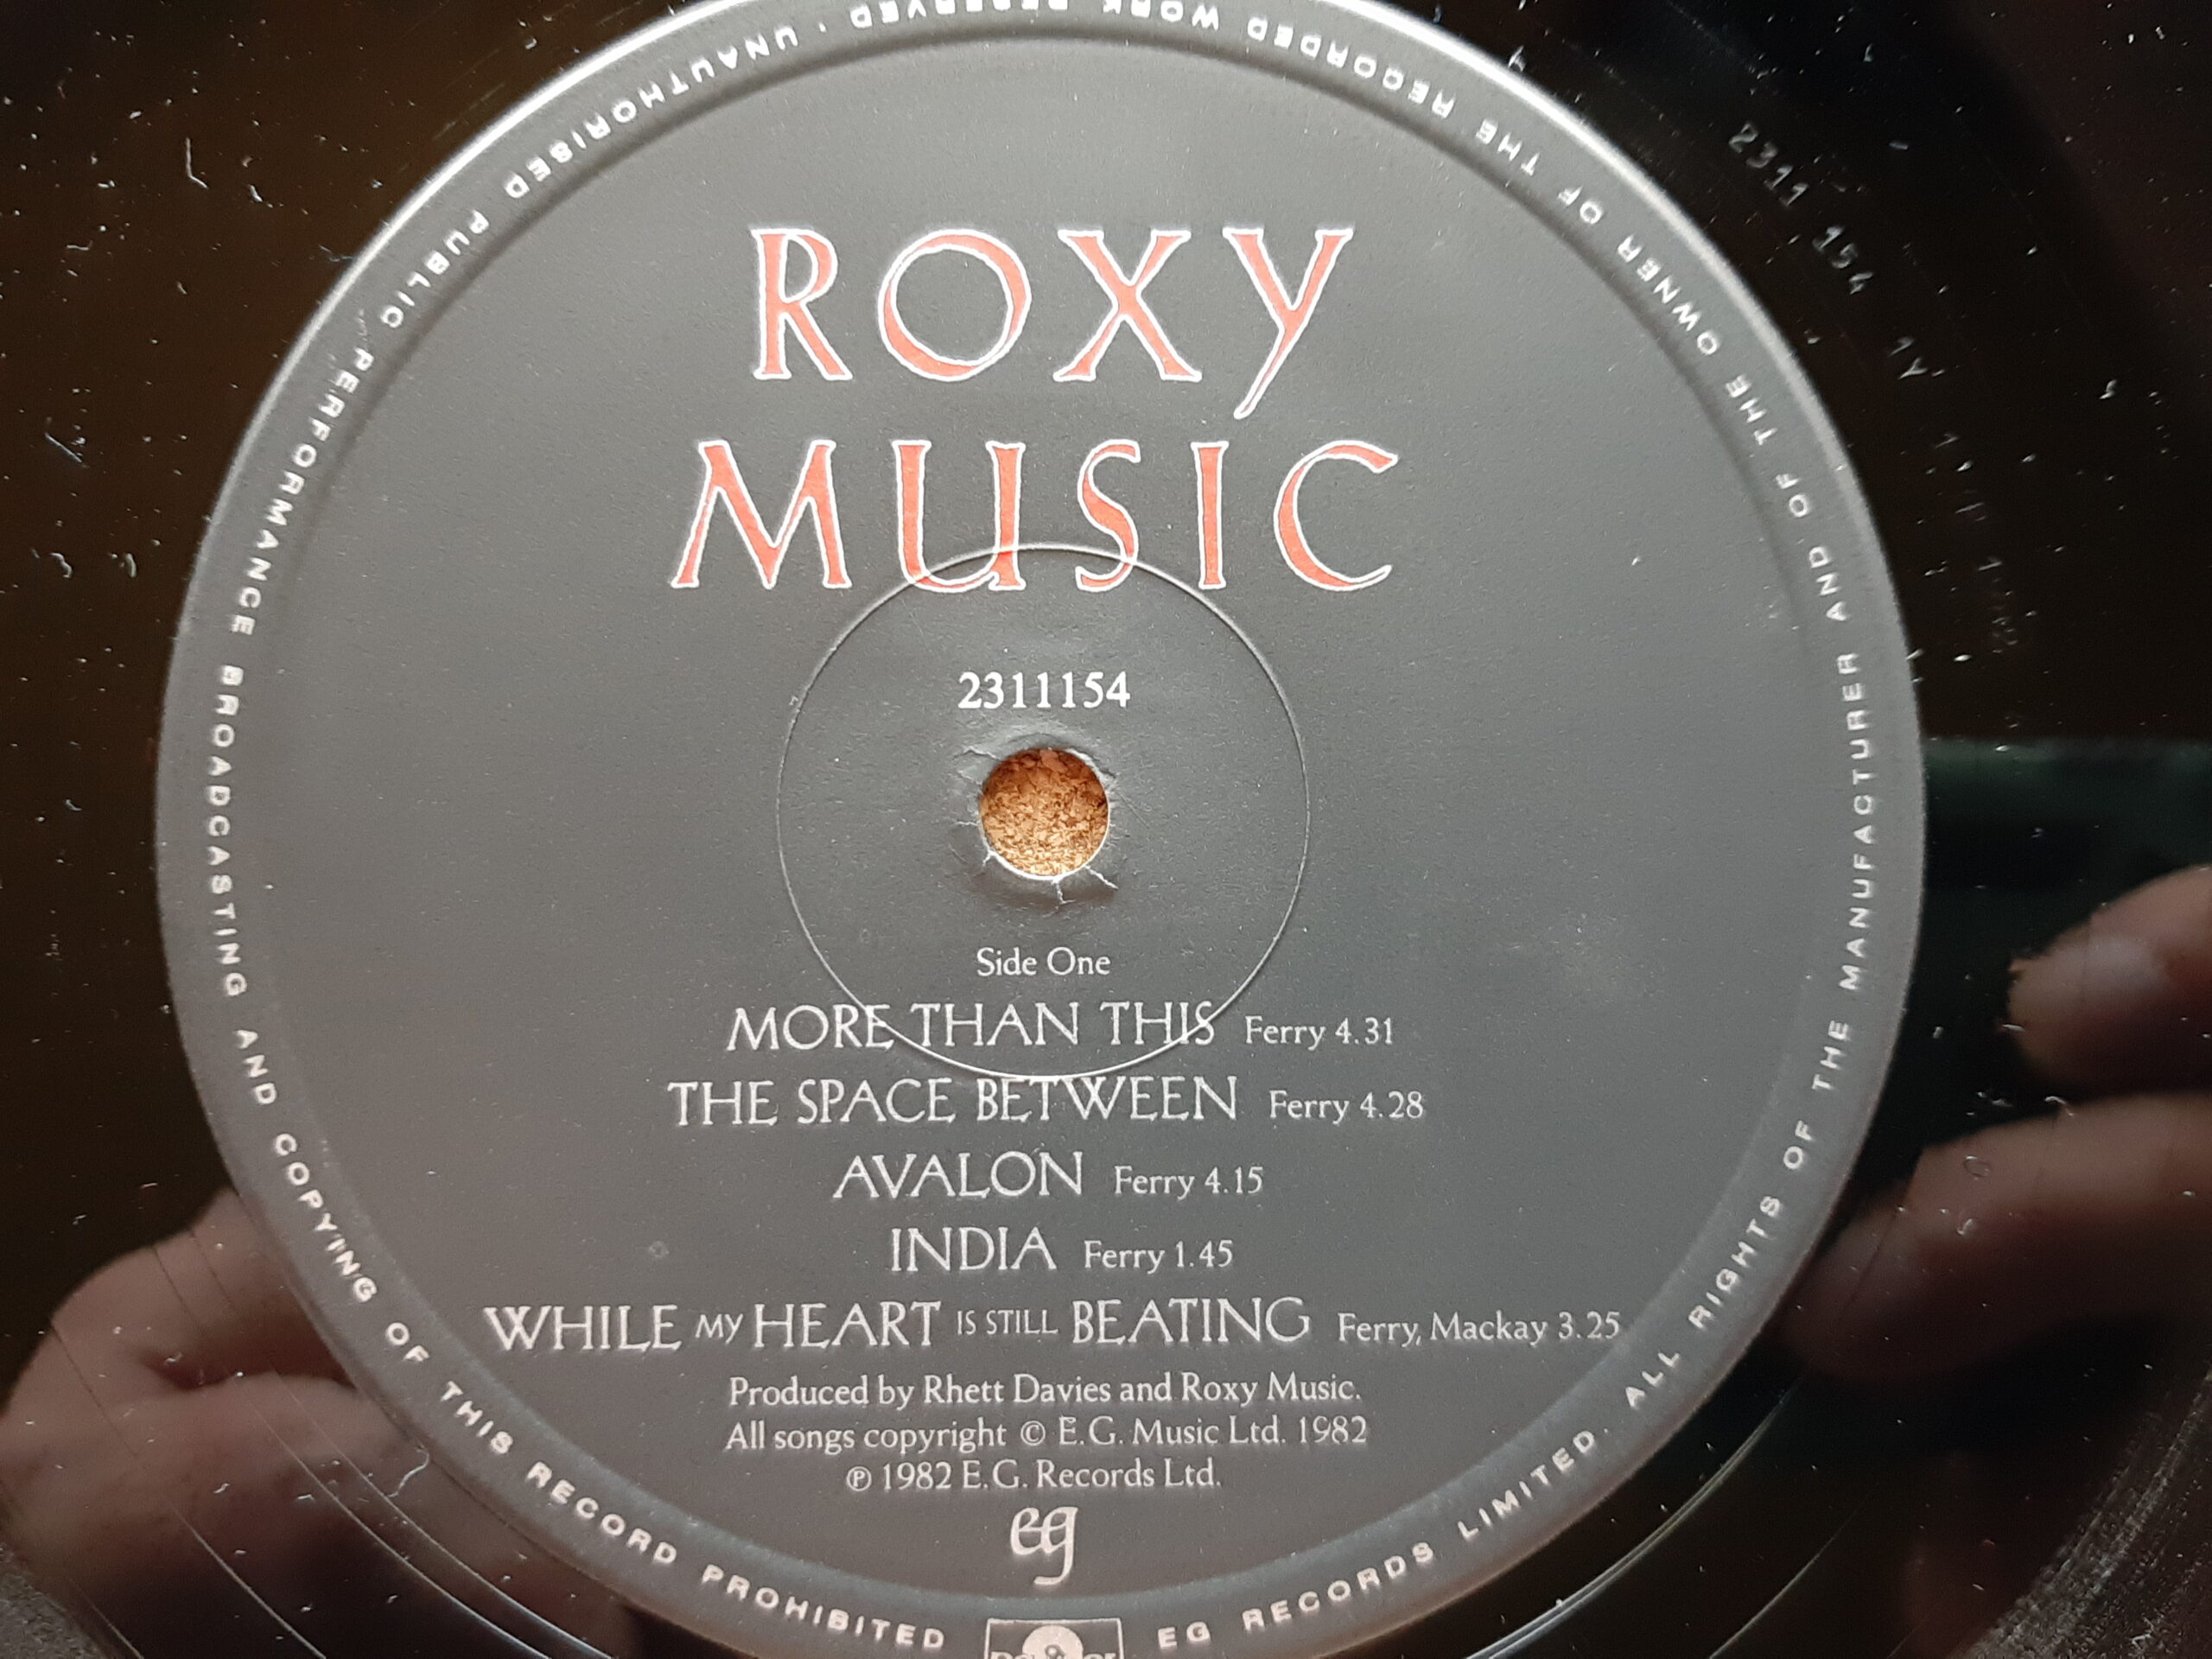 ROXY
MUSIC
2311154
Side One
MORE THAN THIS Ferry 4.31
THE SPACE BETWEEN Ferry 4.28
AVALON Ferry 4.15
INDIA Ferry 1.45
WHILE MY HEART IS STILL BEATING Ferry, Mackay 3.25
Produced by Rhett Davies and Roxy Music.
All songs copyright © E.G. Music Ltd. 1982
℗ 1982 E.G. Records Ltd.
eg
EG RECORDS LIMITED. ALL RIGHTS OF THE MANUFACTURER AND OF THE OWNER OF THE RECORDED WORK RESERVED · UNAUTHORISED PUBLIC PERFORMANCE BROADCASTING AND COPYING OF THIS RECORD PROHIBITED
2311 154 1Y